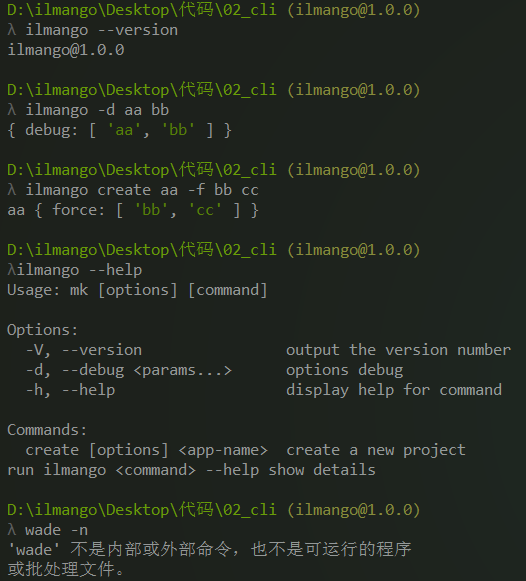 D:\ilmango\Desktop\代码\02_cli (ilmango@1.0.0)
λ ilmango --version
ilmango@1.0.0
D:\ilmango\Desktop\代码\02_cli (ilmango@1.0.0)
λ ilmango -d aa bb
{ debug: [ 'aa', 'bb' ] }
D:\ilmango\Desktop\代码\02_cli (ilmango@1.0.0)
λ ilmango create aa -f bb cc
aa { force: [ 'bb', 'cc' ] }
D:\ilmango\Desktop\代码\02_cli (ilmango@1.0.0)
λilmango --help
Usage: mk [options] [command]
Options:
-V, --version output the version number
-d, --debug <params...> options debug
-h, --help display help for command
Commands:
create [options] <app-name> create a new project
run ilmango <command> --help show details
D:\ilmango\Desktop\代码\02_cli (ilmango@1.0.0)
λ wade -n
'wade' 不是内部或外部命令，也不是可运行的程序
或批处理文件。